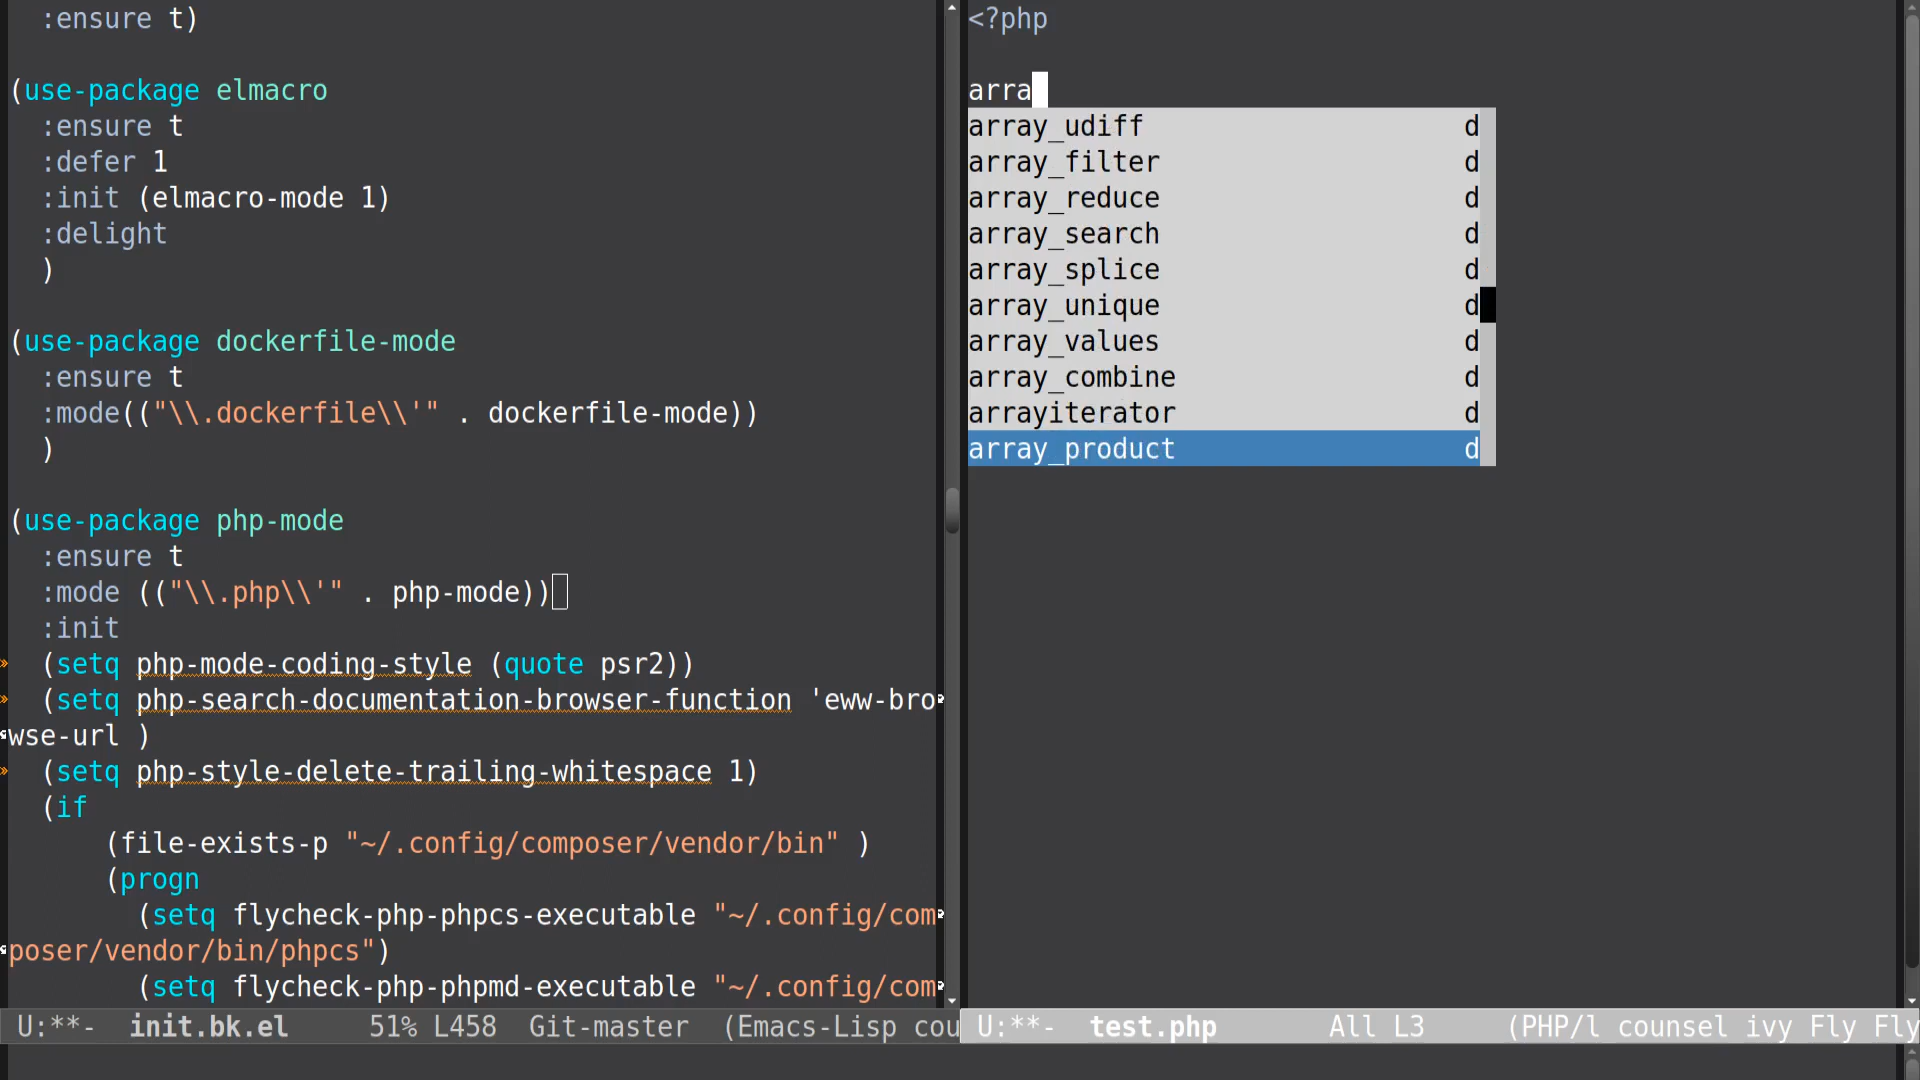 :ensure t)

(use-package elmacro
  :ensure t
  :defer 1
  :init (elmacro-mode 1)
  :delight
  )

(use-package dockerfile-mode
  :ensure t
  :mode(("\\.dockerfile\\'" . dockerfile-mode))
  )

(use-package php-mode
  :ensure t
  :mode (("\\.php\\'" . php-mode))
  :init
  (setq php-mode-coding-style (quote psr2))
  (setq php-search-documentation-browser-function 'eww-bro
wse-url )
  (setq php-style-delete-trailing-whitespace 1)
  (if
      (file-exists-p "~/.config/composer/vendor/bin" )
      (progn
        (setq flycheck-php-phpcs-executable "~/.config/com
poser/vendor/bin/phpcs")
        (setq flycheck-php-phpmd-executable "~/.config/com
U:**-  init.bk.el     51% L458  Git-master  (Emacs-Lisp cou
<?php

arra
array_udiff d
array_filter d
array_reduce d
array_search d
array_splice d
array_unique d
array_values d
array_combine d
arrayiterator d
array_product d
U:**-  test.php       All L3     (PHP/l counsel ivy Fly Fly